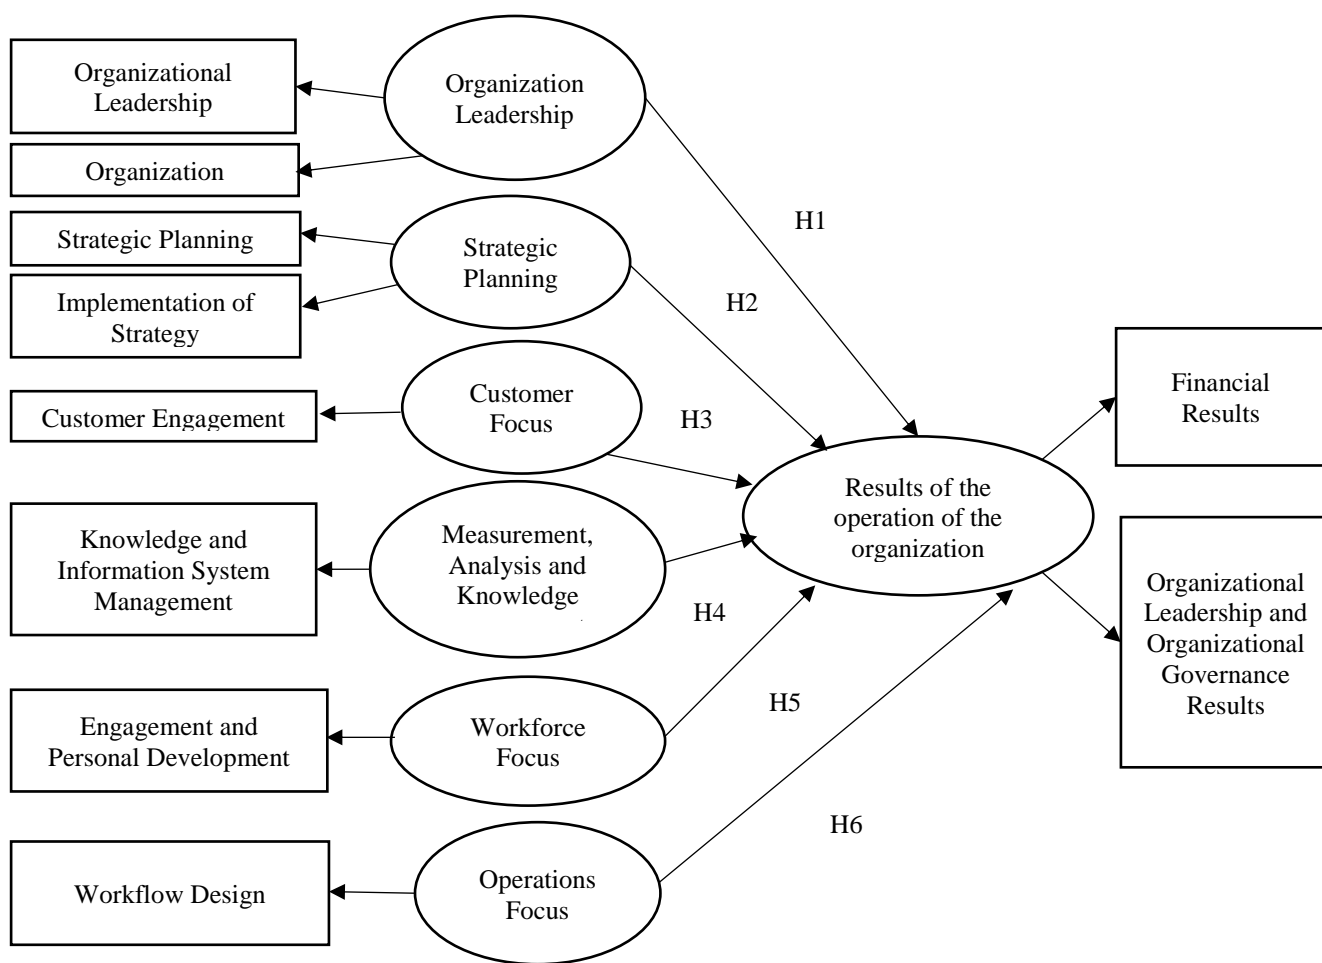 Organizational
Leadership
Organization
Leadership
Organization
H1
Strategic Planning
Strategic
Planning
Implementation of
Strategy
H2
Financial
Results
Customer
Focus
Customer Engagement
H3
Results of the
operation of the
organization
Knowledge and
Information System
Management
Measurement,
Analysis and
Knowledge
H4
Organizational
Leadership and
Organizational
Governance
Results
Engagement and
Personal Development
Workforce
Focus
H5
H6
Workflow Design
Operations
Focus